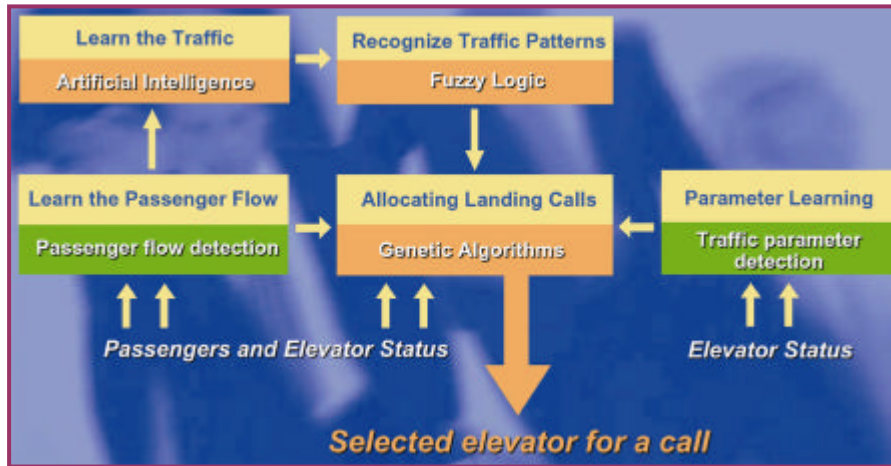 Learn the Traffic
Artificial Intelligence
Recognize Traffic Patterns
Fuzzy Logic
Learn the Passenger Flow
Passenger flow detection
Allocating Landing Calls
Genetic Algorithms
Parameter Learning
Traffic parameter
detection
Passengers and Elevator Status
Elevator Status
Selected elevator for a call